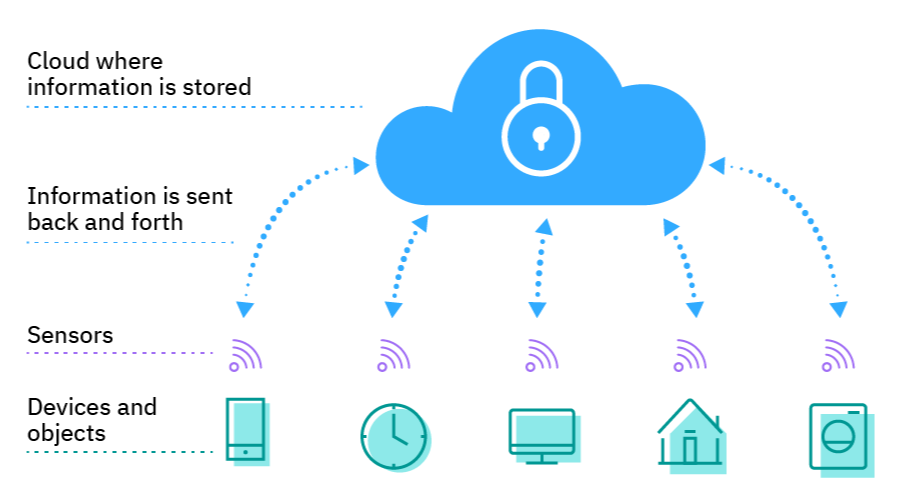 Cloud where
information is stored
Information is sent
back and forth
Sensors
Devices and
objects